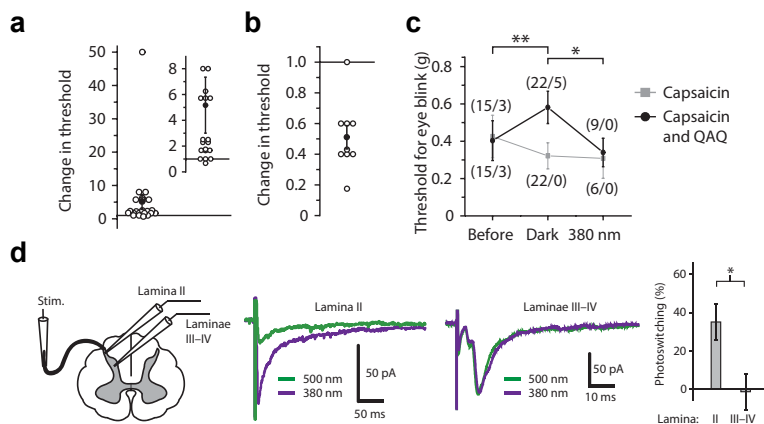 a
Change in threshold
50
40
30
20
10
5
0
8
6
4
2
0
b
Change in threshold
1.0
0.8
0.6
0.4
0.2
0
c
Threshold for eye blink (g)
0.8
0.6
0.4
0.2
0
**
*
(22/5)
(15/3)
(9/0)
(15/3)
(22/0)
(6/0)
Before
Dark
380 nm
Capsaicin
Capsaicin
and QAQ
d
Stim.
Lamina II
Laminae
III–IV
Lamina II
500 nm
380 nm
50 pA
50 ms
Laminae III–IV
500 nm
380 nm
50 pA
10 ms
Photoswitching (%)
60
40
20
0
*
Lamina: II III–IV